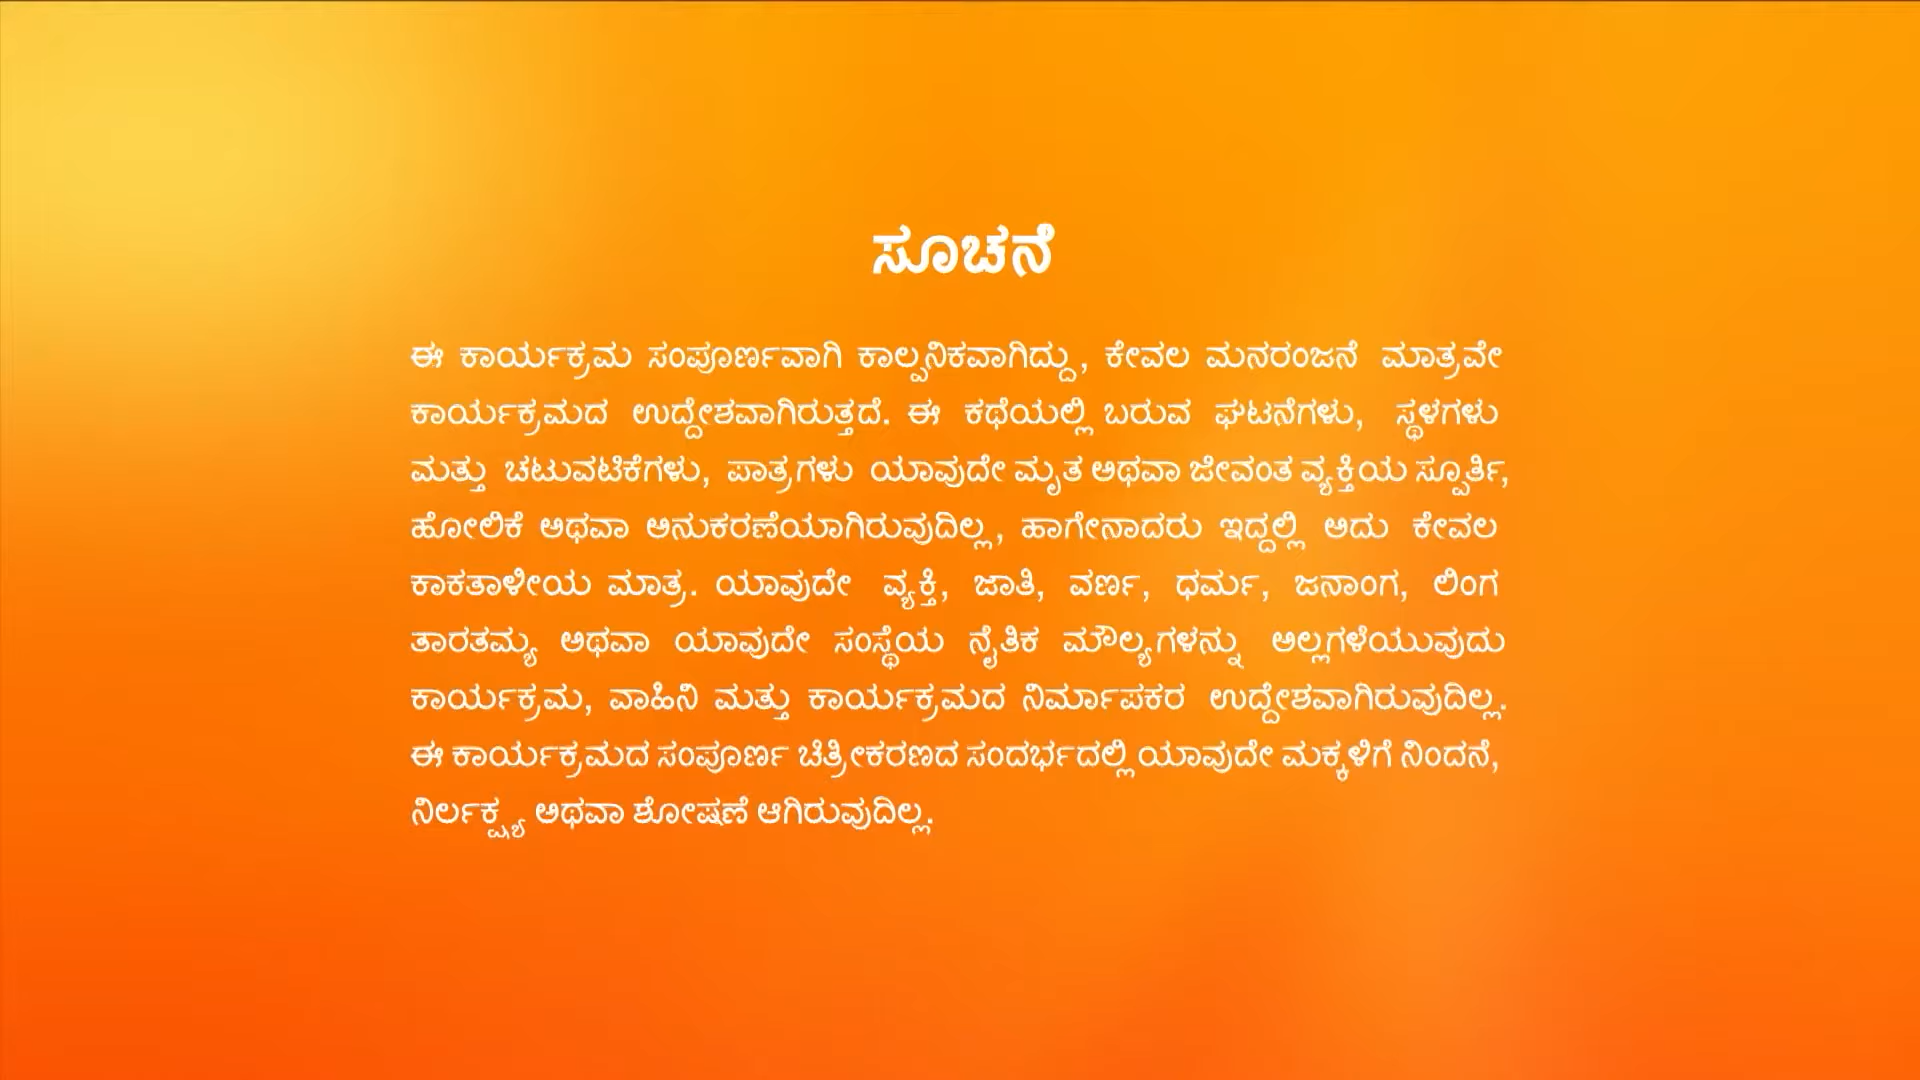 ಸೂಚನೆ
ಈ ಕಾರ್ಯಕ್ರಮ ಸಂಪೂರ್ಣವಾಗಿ ಕಾಲ್ಪನಿಕವಾಗಿದ್ದು, ಕೇವಲ ಮನರಂಜನೆ ಮಾತ್ರವೇ
ಕಾರ್ಯಕ್ರಮದ ಉದ್ದೇಶವಾಗಿರುತ್ತದೆ. ಈ ಕಥೆಯಲ್ಲಿ ಬರುವ ಘಟನೆಗಳು, ಸ್ಥಳಗಳು
ಮತ್ತು ಚಟುವಟಿಕೆಗಳು, ಪಾತ್ರಗಳು ಯಾವುದೇ ಮೃತ ಅಥವಾ ಜೀವಂತ ವ್ಯಕ್ತಿಯ ಸ್ಪೂರ್ತಿ,
ಹೋಲಿಕೆ ಅಥವಾ ಅನುಕರಣೆಯಾಗಿರುವುದಿಲ್ಲ, ಹಾಗೇನಾದರು ಇದ್ದಲ್ಲಿ ಅದು ಕೇವಲ
ಕಾಕತಾಳೀಯ ಮಾತ್ರ. ಯಾವುದೇ ವ್ಯಕ್ತಿ, ಜಾತಿ, ವರ್ಣ, ಧರ್ಮ, ಜನಾಂಗ, ಲಿಂಗ
ತಾರತಮ್ಯ ಅಥವಾ ಯಾವುದೇ ಸಂಸ್ಥೆಯ ನೈತಿಕ ಮೌಲ್ಯಗಳನ್ನು ಅಲ್ಲಗಳೆಯುವುದು
ಕಾರ್ಯಕ್ರಮ, ವಾಹಿನಿ ಮತ್ತು ಕಾರ್ಯಕ್ರಮದ ನಿರ್ಮಾಪಕರ ಉದ್ದೇಶವಾಗಿರುವುದಿಲ್ಲ.
ಈ ಕಾರ್ಯಕ್ರಮದ ಸಂಪೂರ್ಣ ಚಿತ್ರೀಕರಣದ ಸಂದರ್ಭದಲ್ಲಿ ಯಾವುದೇ ಮಕ್ಕಳಿಗೆ ನಿಂದನೆ,
ನಿರ್ಲಕ್ಷ್ಯ ಅಥವಾ ಶೋಷಣೆ ಆಗಿರುವುದಿಲ್ಲ.